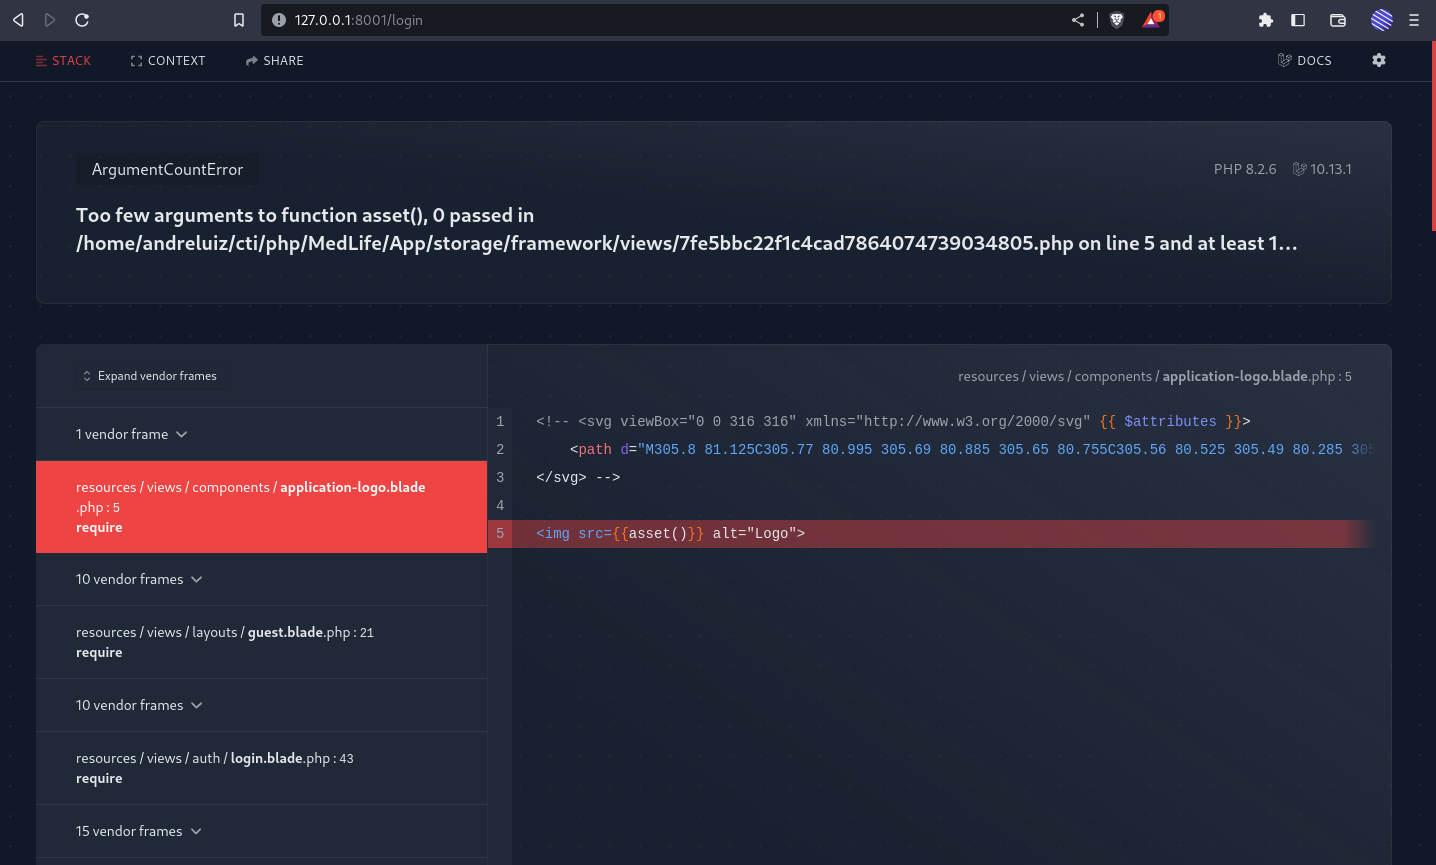 127.0.0.1:8001/login
1
STACK
CONTEXT
SHARE
DOCS
ArgumentCountError
PHP 8.2.6
10.13.1
Too few arguments to function asset(), 0 passed in
/home/andreluiz/cti/php/MedLife/App/storage/framework/views/7fe5bbc22f1c4cad7864074739034805.php on line 5 and at least 1...
Expand vendor frames
1 vendor frame
resources / views / components / application-logo.blade
.php : 5
require
10 vendor frames
resources / views / layouts / guest.blade.php : 21
require
10 vendor frames
resources / views / auth / login.blade.php : 43
require
15 vendor frames
resources / views / components / application-logo.blade.php : 5
1 <!-- <svg viewBox="0 0 316 316" xmlns="http://www.w3.org/2000/svg" {{ $attributes }}>
2 <path d="M305.8 81.125C305.77 80.995 305.69 80.885 305.65 80.755C305.56 80.525 305.49 80.285 305
3 </svg> -->
4
5 <img src={{asset()}} alt="Logo">